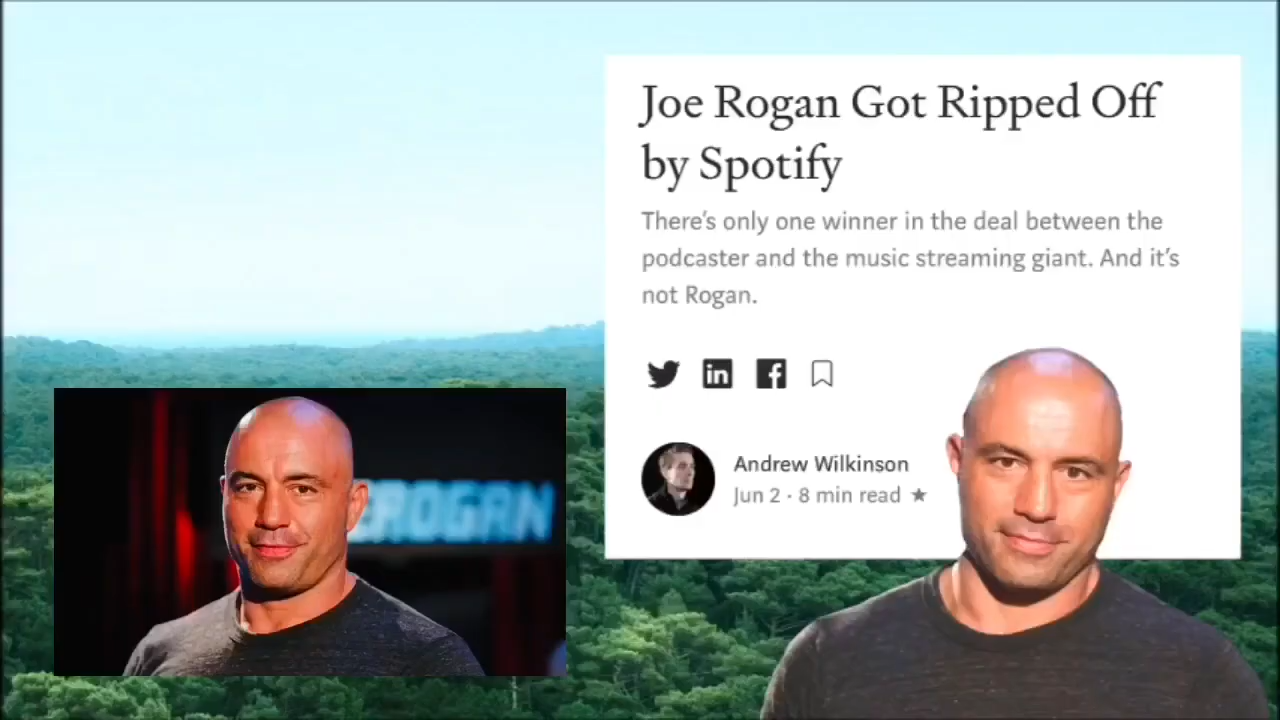 Joe Rogan Got Ripped Off
by Spotify
There's only one winner in the deal between the
podcaster and the music streaming giant. And it's
not Rogan.
Andrew Wilkinson
Jun 2 · 8 min read ★
ROGAN